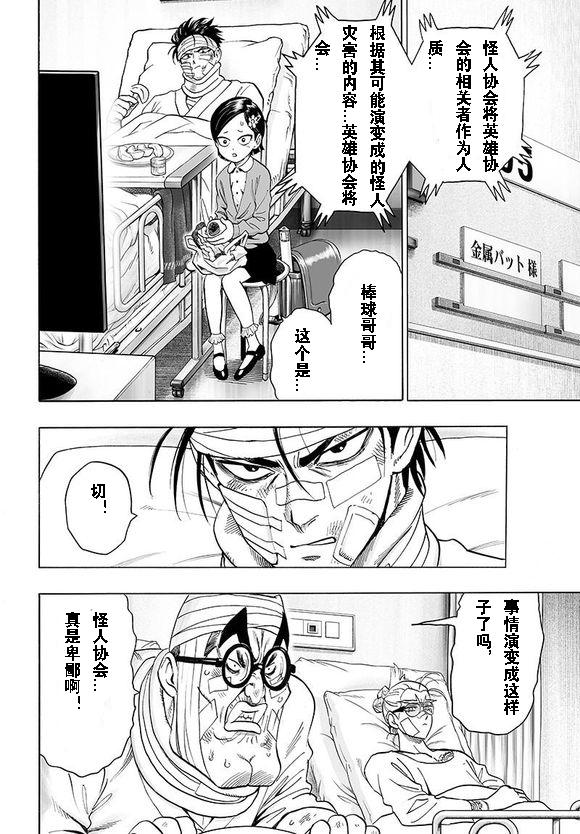 怪人协会将英雄协
会的相关者作为人
质…
金属バット様
根据其可能演变成的怪人
灾害的内容…英雄协会将
会…
棒球哥哥…
这个是…
切！
事情演变成这样
子了吗，
怪人协会…
真是卑鄙啊！